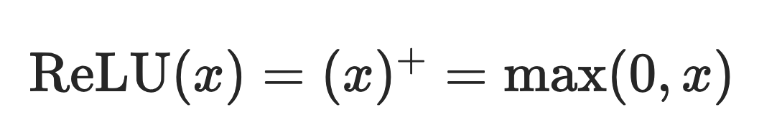 ReLU(x) = (x)⁺ = max(0, x)